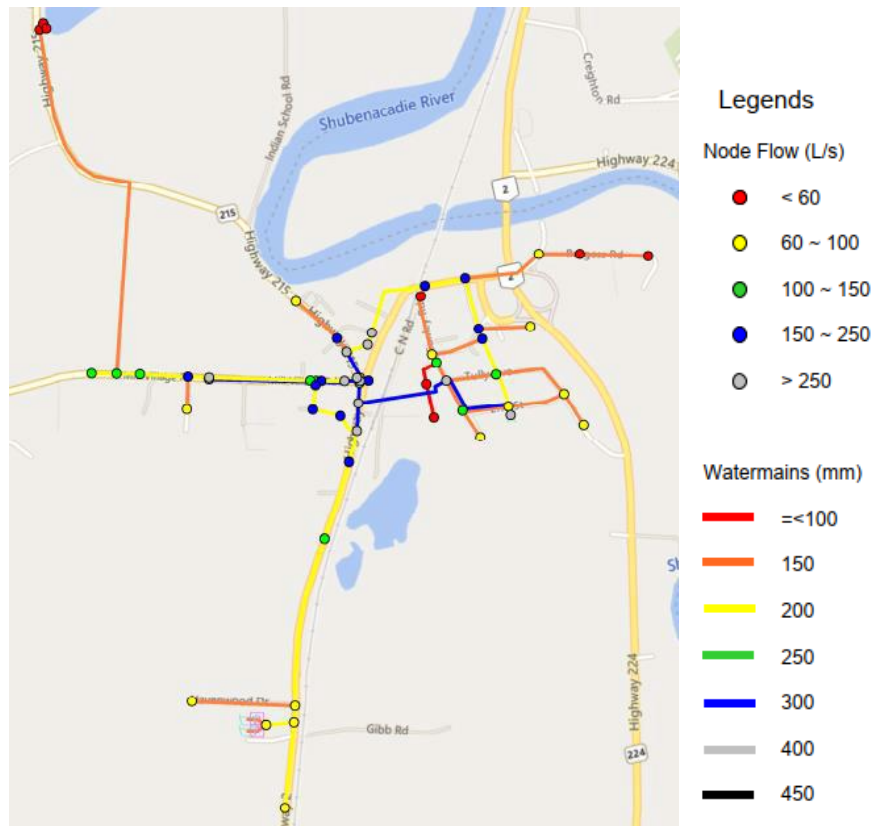 Highway 215
Indian School Rd
Shubenacadie River
Creighton
Rd
Highway 224
2
215
Highway 215
C N Rd
Gibb Rd
Highway 224
224
Legends
Node Flow (L/s)
< 60
60 ~ 100
100 ~ 150
150 ~ 250
> 250
Watermains (mm)
=<100
150
200
250
300
400
450